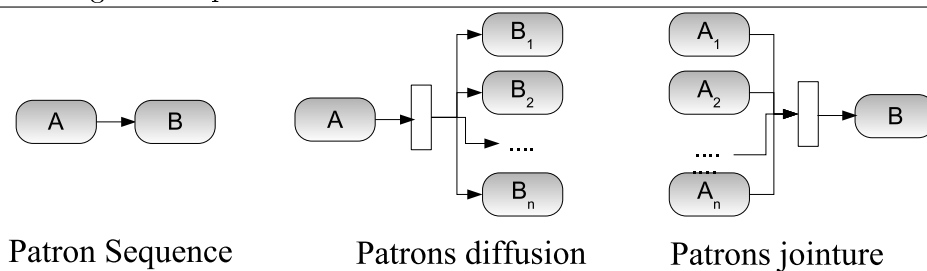 A B
A B₁ B₂ .... Bₙ
A₁ A₂ .... .... Aₙ B
Patron Sequence
Patrons diffusion
Patrons jointure